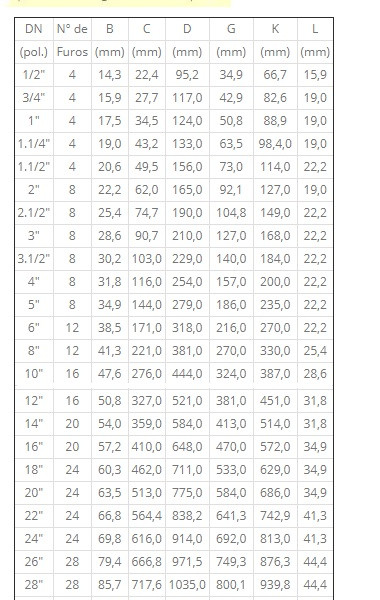 DN N° de B C D G K L
(pol.) Furos (mm) (mm) (mm) (mm) (mm) (mm)
1/2" 4 14,3 22,4 95,2 34,9 66,7 15,9
3/4" 4 15,9 27,7 117,0 42,9 82,6 19,0
1" 4 17,5 34,5 124,0 50,8 88,9 19,0
1.1/4" 4 19,0 43,2 133,0 63,5 98,4,0 19,0
1.1/2" 4 20,6 49,5 156,0 73,0 114,0 22,2
2" 8 22,2 62,0 165,0 92,1 127,0 19,0
2.1/2" 8 25,4 74,7 190,0 104,8 149,0 22,2
3" 8 28,6 90,7 210,0 127,0 168,0 22,2
3.1/2" 8 30,2 103,0 229,0 140,0 184,0 22,2
4" 8 31,8 116,0 254,0 157,0 200,0 22,2
5" 8 34,9 144,0 279,0 186,0 235,0 22,2
6" 12 38,5 171,0 318,0 216,0 270,0 22,2
8" 12 41,3 221,0 381,0 270,0 330,0 25,4
10" 16 47,6 276,0 444,0 324,0 387,0 28,6
12" 16 50,8 327,0 521,0 381,0 451,0 31,8
14" 20 54,0 359,0 584,0 413,0 514,0 31,8
16" 20 57,2 410,0 648,0 470,0 572,0 34,9
18" 24 60,3 462,0 711,0 533,0 629,0 34,9
20" 24 63,5 513,0 775,0 584,0 686,0 34,9
22" 24 66,8 564,4 838,2 641,3 742,9 41,3
24" 24 69,8 616,0 914,0 692,0 813,0 41,3
26" 28 79,4 666,8 971,5 749,3 876,3 44,4
28" 28 85,7 717,6 1035,0 800,1 939,8 44,4